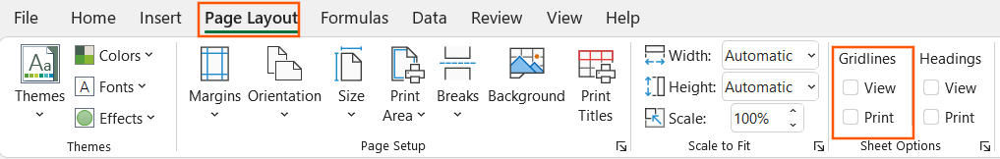 File Home Insert Page Layout Formulas Data Review View Help
Aa
Themes
Colors
A Fonts
Effects
Themes
Margins
Orientation
Size
Print
Area
Breaks
Background
Print
Titles
Page Setup
Width: Automatic
Height: Automatic
Scale: 100%
Scale to Fit
Gridlines
View
Print
Headings
View
Print
Sheet Options